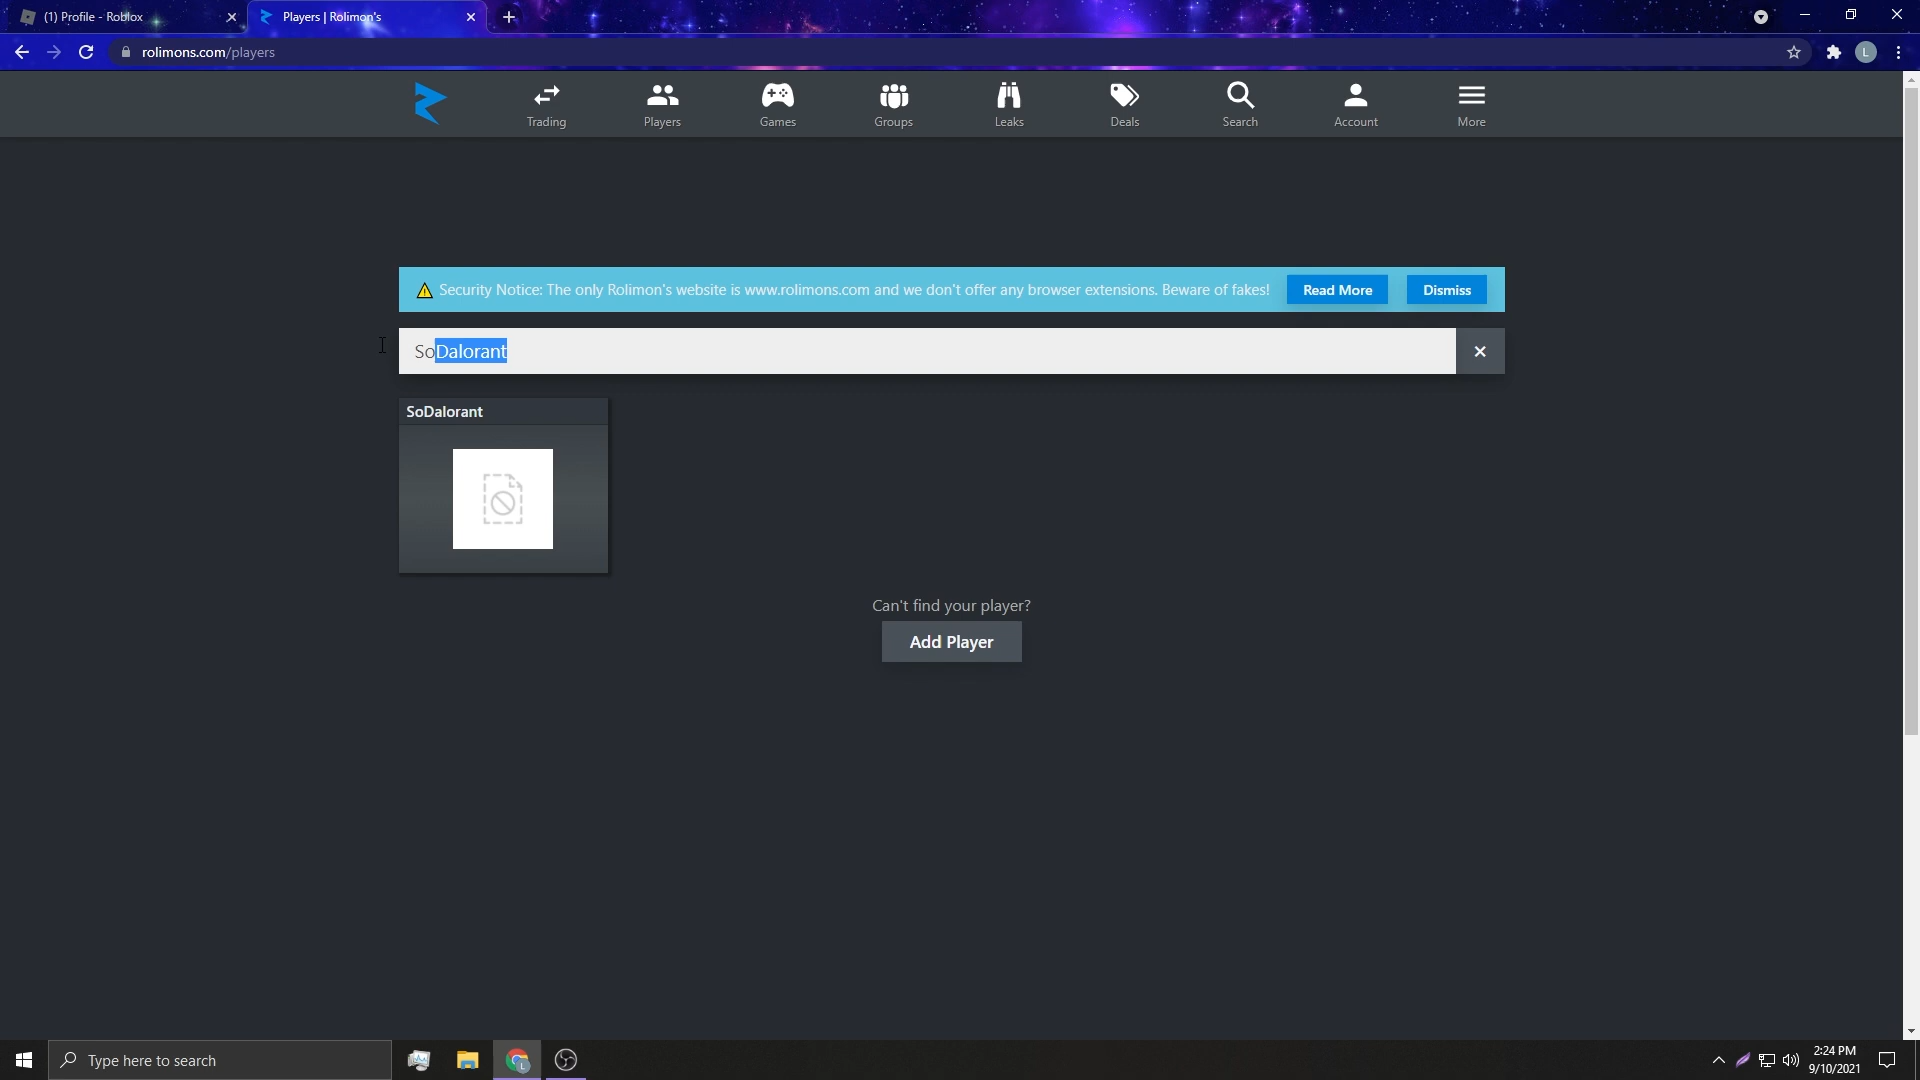 (1) Profile - Roblox
Players | Rolimon's
rolimons.com/players
L
Trading
Players
Games
Groups
Leaks
Deals
Search
Account
More
Security Notice: The only Rolimon's website is www.rolimons.com and we don't offer any browser extensions. Beware of fakes!
Read More
Dismiss
SoDalorant
SoDalorant
Can't find your player?
Add Player
Type here to search
L
2:24 PM
9/10/2021